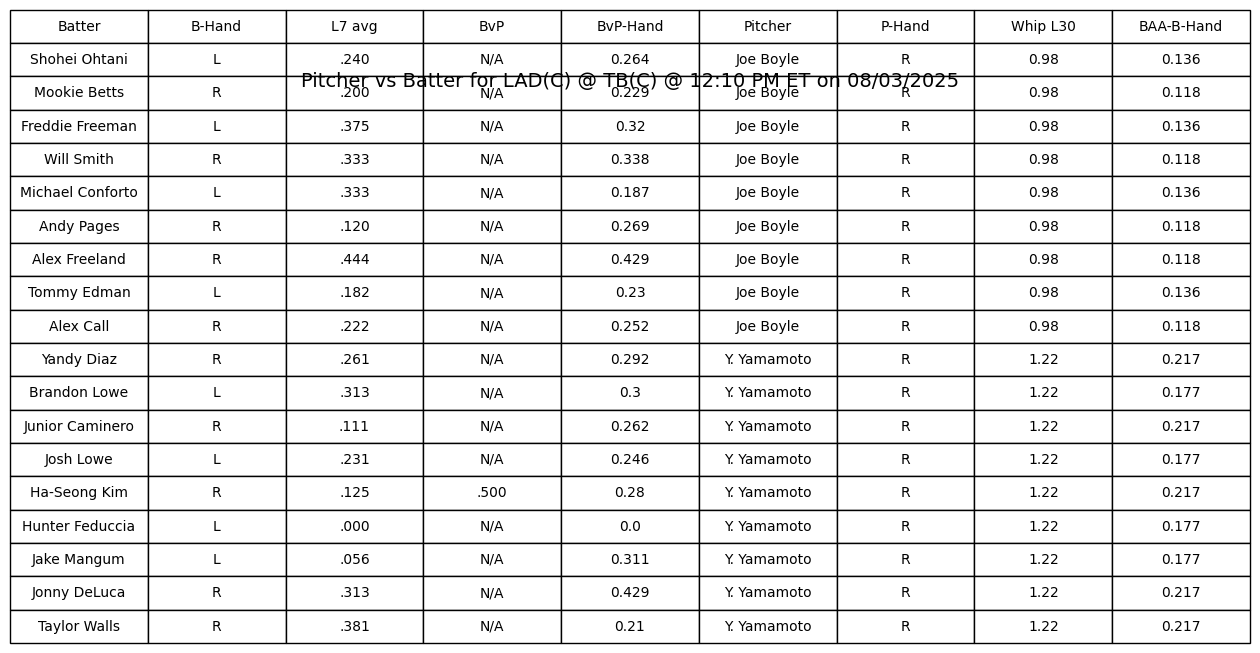 Batter B-Hand L7 avg BvP BvP-Hand Pitcher P-Hand Whip L30 BAA-B-Hand
Shohei Ohtani L .240 N/A 0.264 Joe Boyle R 0.98 0.136
Pitcher vs Batter for LAD(C) @ TB(C) @ 12:10 PM ET on 08/03/2025
Mookie Betts R .200 N/A 0.229 Joe Boyle R 0.98 0.118
Freddie Freeman L .375 N/A 0.32 Joe Boyle R 0.98 0.136
Will Smith R .333 N/A 0.338 Joe Boyle R 0.98 0.118
Michael Conforto L .333 N/A 0.187 Joe Boyle R 0.98 0.136
Andy Pages R .120 N/A 0.269 Joe Boyle R 0.98 0.118
Alex Freeland R .444 N/A 0.429 Joe Boyle R 0.98 0.118
Tommy Edman L .182 N/A 0.23 Joe Boyle R 0.98 0.136
Alex Call R .222 N/A 0.252 Joe Boyle R 0.98 0.118
Yandy Diaz R .261 N/A 0.292 Y. Yamamoto R 1.22 0.217
Brandon Lowe L .313 N/A 0.3 Y. Yamamoto R 1.22 0.177
Junior Caminero R .111 N/A 0.262 Y. Yamamoto R 1.22 0.217
Josh Lowe L .231 N/A 0.246 Y. Yamamoto R 1.22 0.177
Ha-Seong Kim R .125 .500 0.28 Y. Yamamoto R 1.22 0.217
Hunter Feduccia L .000 N/A 0.0 Y. Yamamoto R 1.22 0.177
Jake Mangum L .056 N/A 0.311 Y. Yamamoto R 1.22 0.177
Jonny DeLuca R .313 N/A 0.429 Y. Yamamoto R 1.22 0.217
Taylor Walls R .381 N/A 0.21 Y. Yamamoto R 1.22 0.217